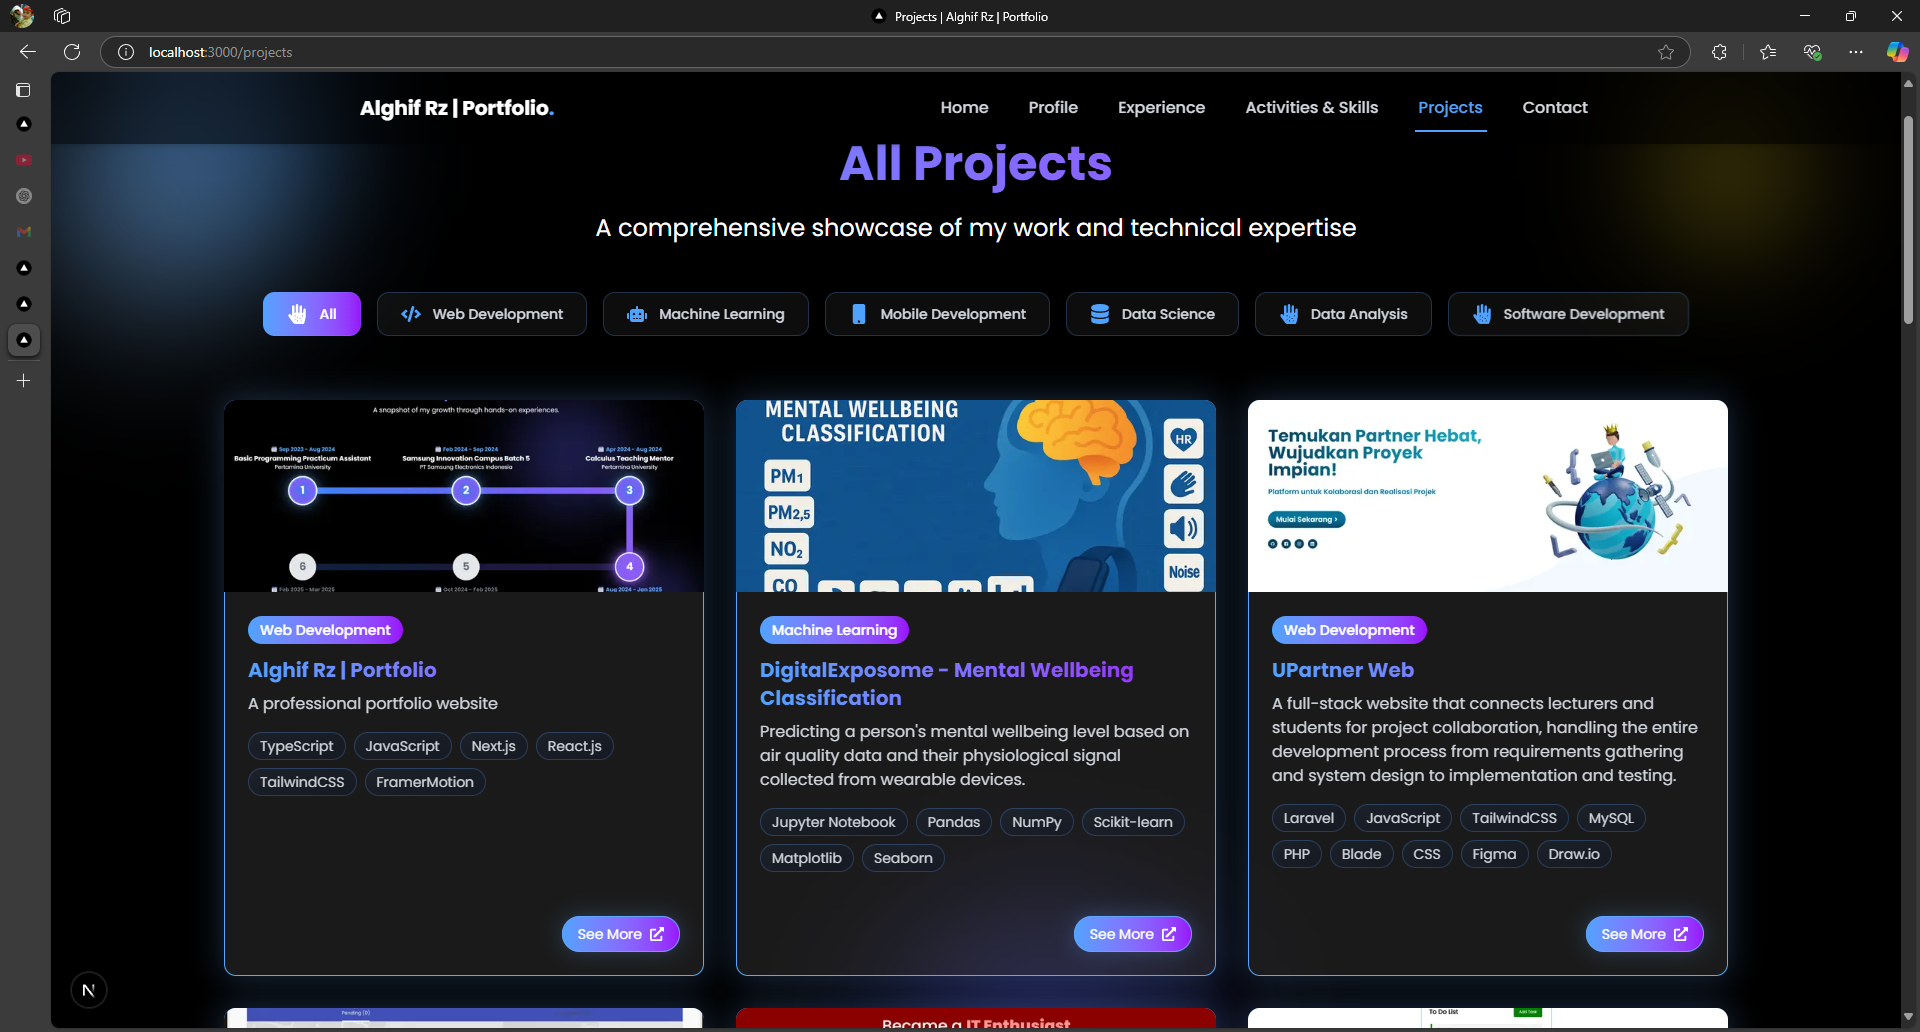 Projects | Alghif Rz | Portfolio
localhost:3000/projects
Alghif Rz | Portfolio.
Home
Profile
Experience
Activities & Skills
Projects
Contact
All Projects
A comprehensive showcase of my work and technical expertise
All
Web Development
Machine Learning
Mobile Development
Data Science
Data Analysis
Software Development
A snapshot of my growth through hands-on experiences.
Sep 2023 - Aug 2024
Basic Programming Practicum Assistant
Pertamina University
Feb 2024 - Sep 2024
Samsung Innovation Campus Batch 5
PT Samsung Electronics Indonesia
Apr 2024 - Aug 2024
Calculus Teaching Mentor
Pertamina University
1
2
3
6
5
4
Feb 2025 - Mar 2025
Oct 2024 - Feb 2025
Aug 2024 - Jan 2025
Web Development
Alghif Rz | Portfolio
A professional portfolio website
TypeScript
JavaScript
Next.js
React.js
TailwindCSS
FramerMotion
See More
MENTAL WELLBEING
CLASSIFICATION
PM1
PM2,5
NO2
CO
HR
Noise
Machine Learning
DigitalExposome - Mental Wellbeing
Classification
Predicting a person's mental wellbeing level based on
air quality data and their physiological signal
collected from wearable devices.
Jupyter Notebook
Pandas
NumPy
Scikit-learn
Matplotlib
Seaborn
See More
Temukan Partner Hebat,
Wujudkan Proyek
Impian!
Platform untuk Kolaborasi dan Realisasi Projek
Mulai Sekarang >
Web Development
UPartner Web
A full-stack website that connects lecturers and
students for project collaboration, handling the entire
development process from requirements gathering
and system design to implementation and testing.
Laravel
JavaScript
TailwindCSS
MySQL
PHP
Blade
CSS
Figma
Draw.io
See More
N
Pending (0)
Became a IT Enthusiast
To Do List
Add Task